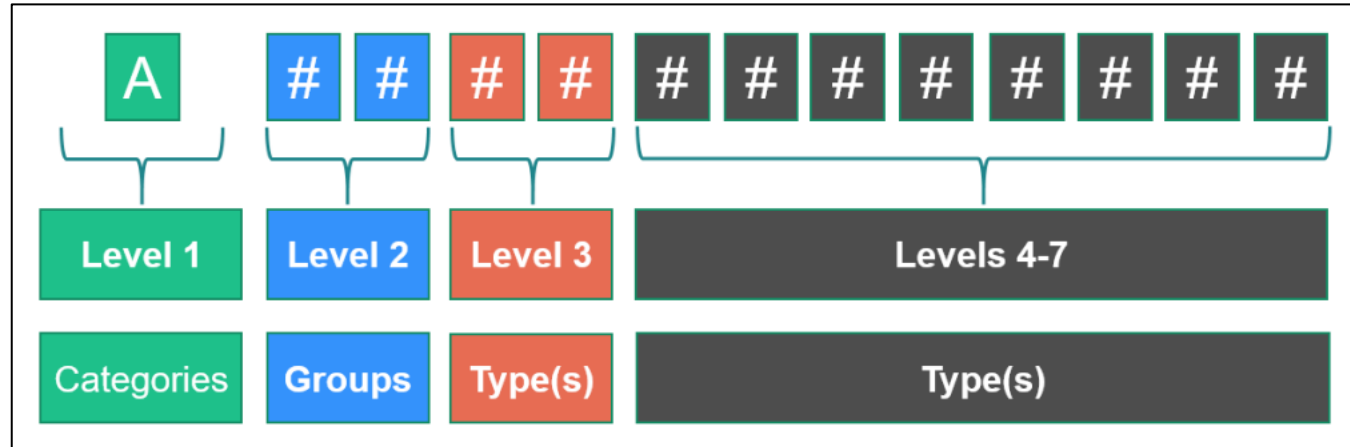 A # # # # # # # # # # # #
Level 1 Level 2 Level 3 Levels 4-7
Categories Groups Type(s) Type(s)